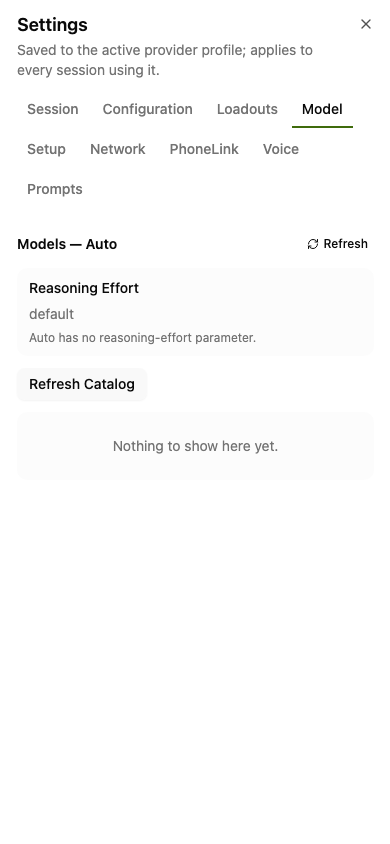 Settings
Saved to the active provider profile; applies to
every session using it.
Session Configuration Loadouts Model
Setup Network PhoneLink Voice
Prompts
Models — Auto Refresh
Reasoning Effort
default
Auto has no reasoning-effort parameter.
Refresh Catalog
Nothing to show here yet.